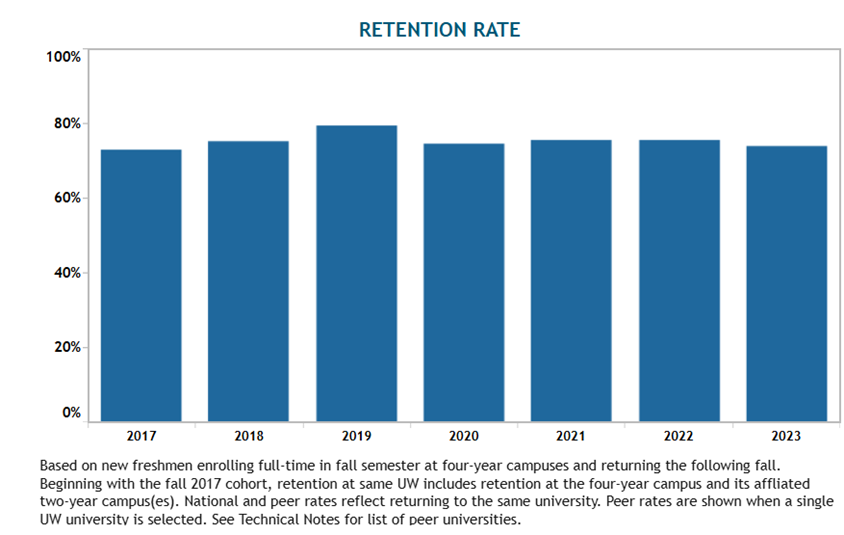 RETENTION RATE
100%
80%
60%
40%
20%
0%
2017 2018 2019 2020 2021 2022 2023
Based on new freshmen enrolling full-time in fall semester at four-year campuses and returning the following fall.
Beginning with the fall 2017 cohort, retention at same UW includes retention at the four-year campus and its affliated
two-year campus(es). National and peer rates reflect returning to the same university. Peer rates are shown when a single
UW university is selected. See Technical Notes for list of peer universities.